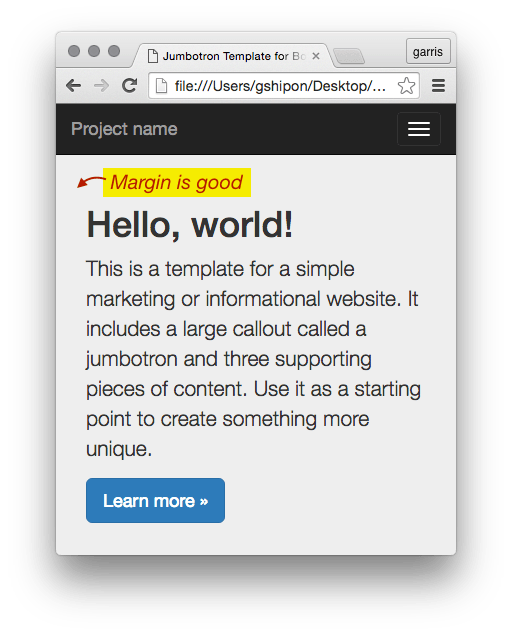 Jumbotron Template for Bo
garris
file:///Users/gshipon/Desktop/...
Project name
Margin is good
Hello, world!
This is a template for a simple
marketing or informational website. It
includes a large callout called a
jumbotron and three supporting
pieces of content. Use it as a starting
point to create something more
unique.
Learn more »